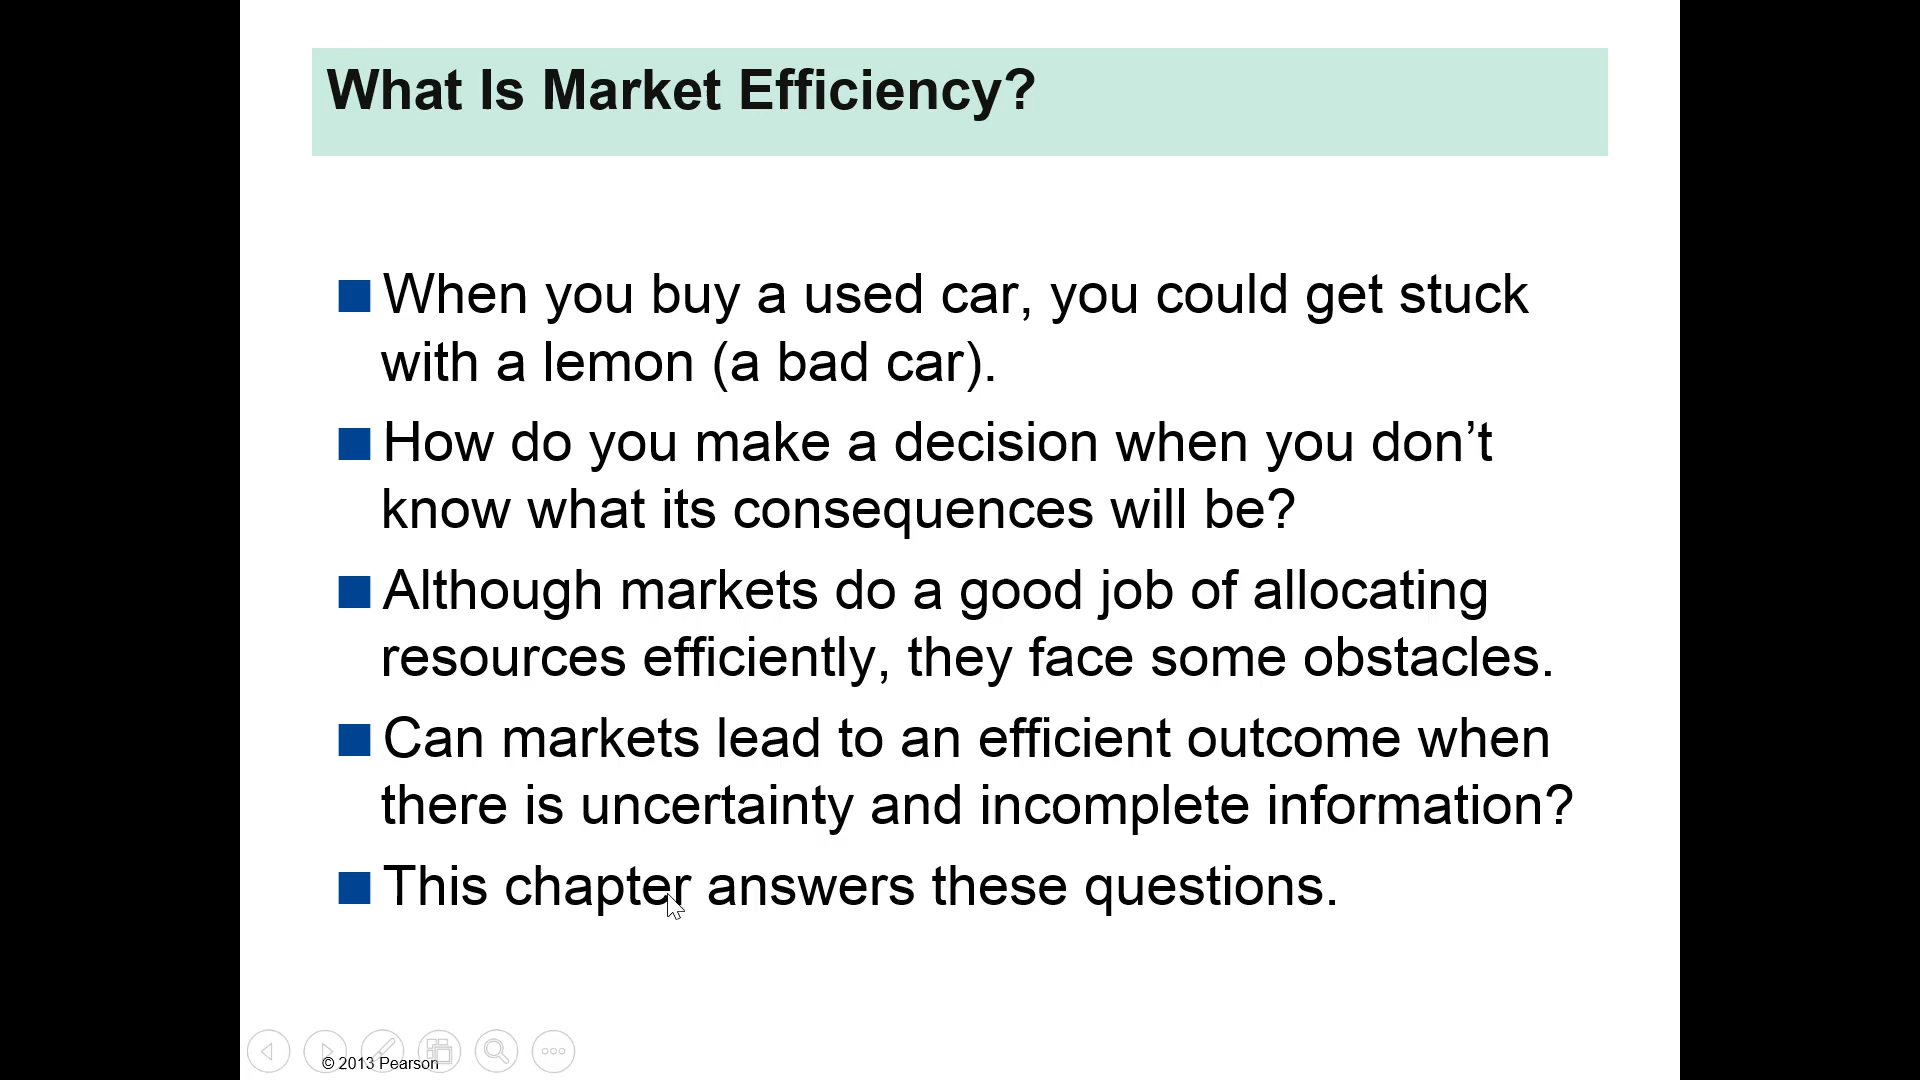 What Is Market Efficiency?
When you buy a used car, you could get stuck
with a lemon (a bad car).
How do you make a decision when you don’t
know what its consequences will be?
Although markets do a good job of allocating
resources efficiently, they face some obstacles.
Can markets lead to an efficient outcome when
there is uncertainty and incomplete information?
This chapter answers these questions.
© 2013 Pearson